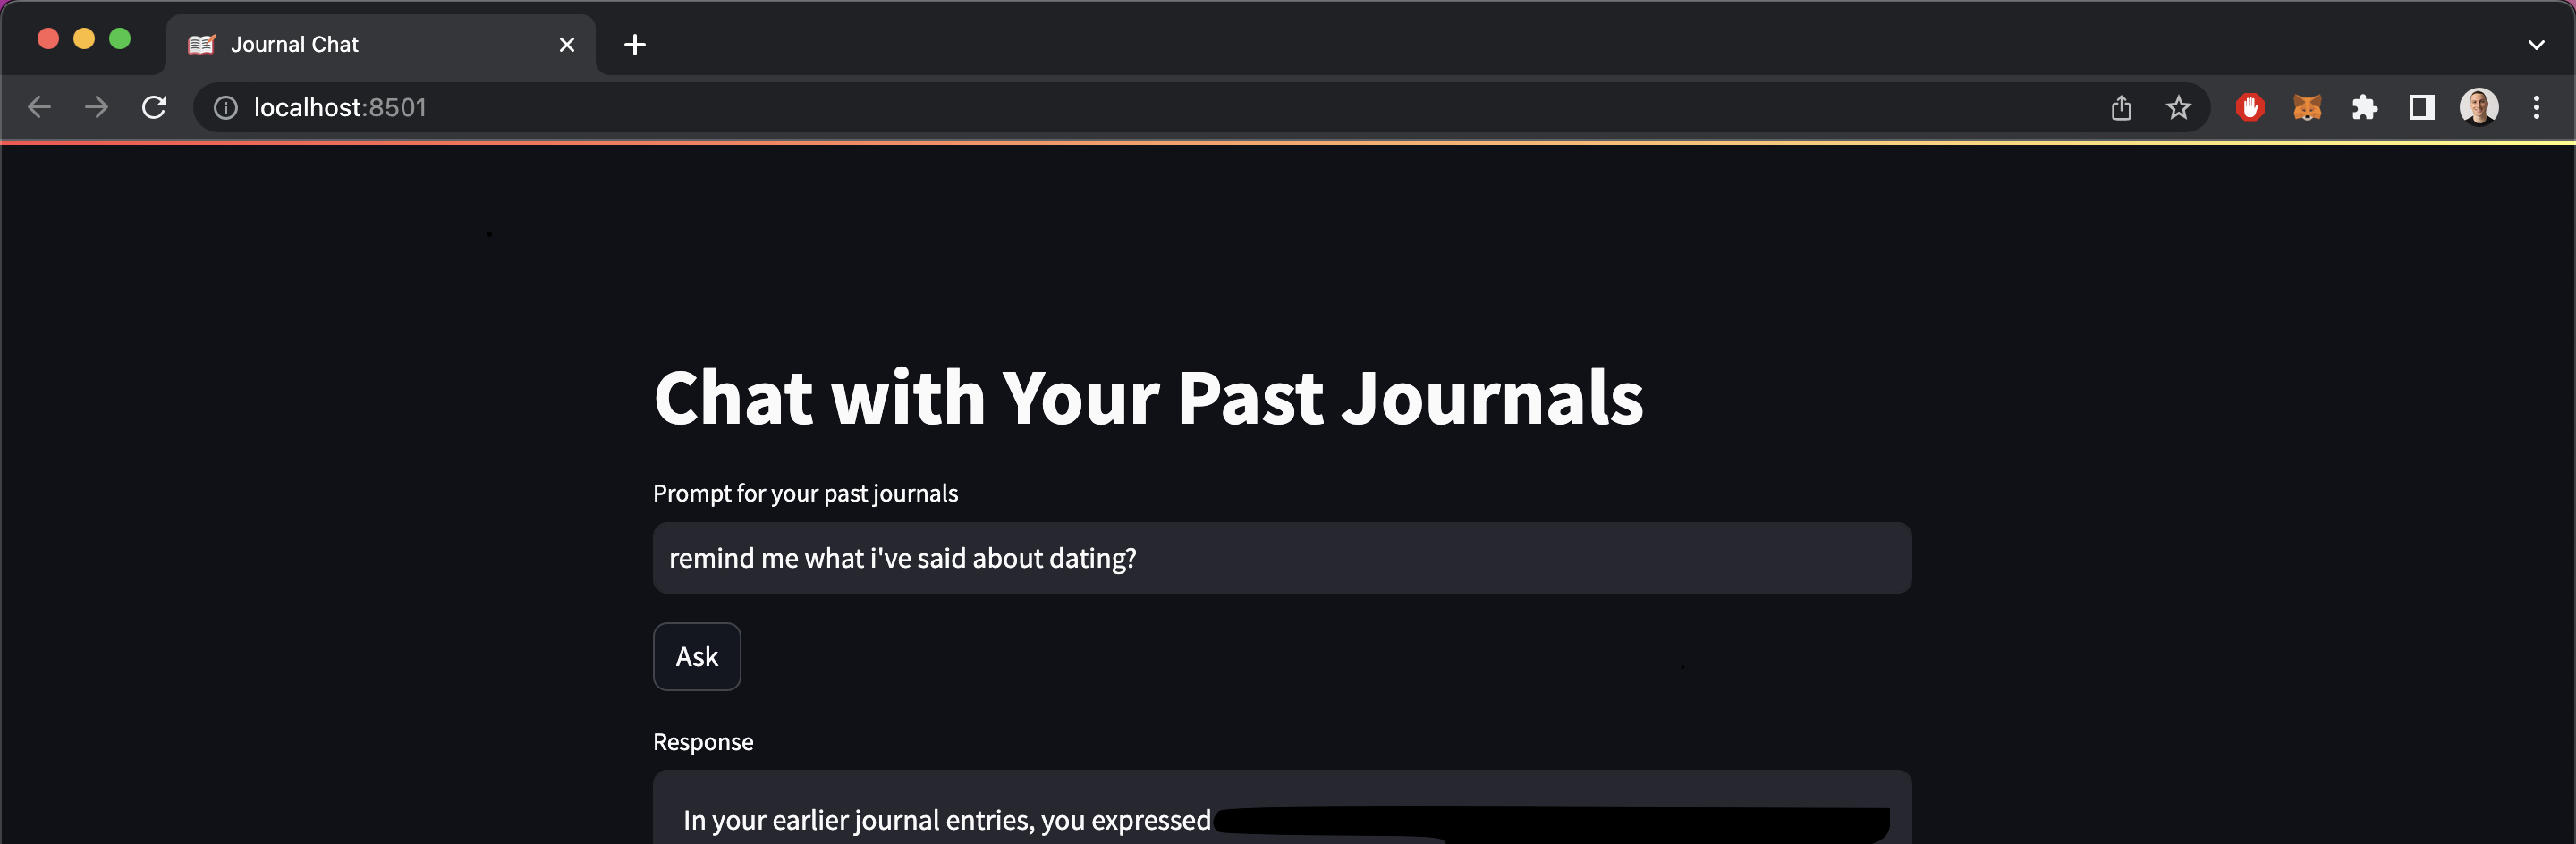 Journal Chat
localhost:8501
Chat with Your Past Journals
Prompt for your past journals
remind me what i've said about dating?
Ask
Response
In your earlier journal entries, you expressed